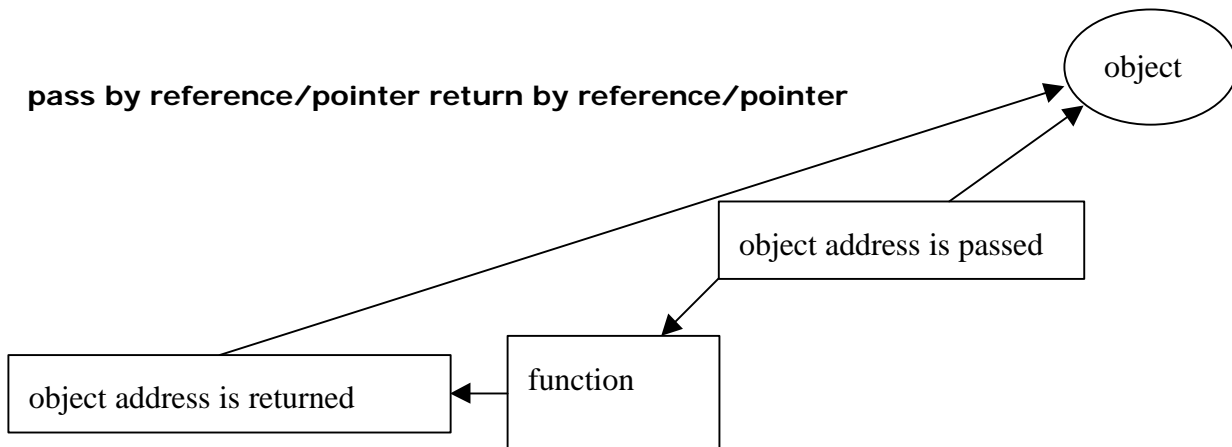 object
pass by reference/pointer return by reference/pointer
object address is passed
function
object address is returned